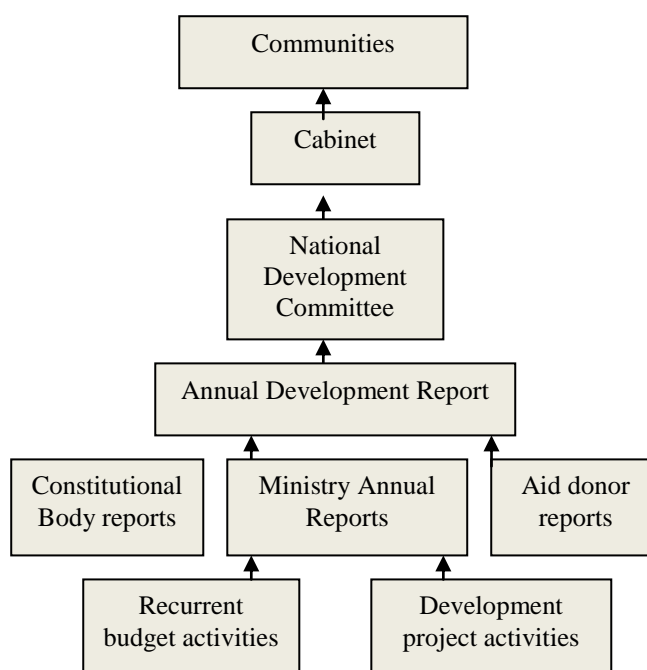 Communities
Cabinet
National
Development
Committee
Annual Development Report
Constitutional
Body reports
Ministry Annual
Reports
Aid donor
reports
Recurrent
budget activities
Development
project activities